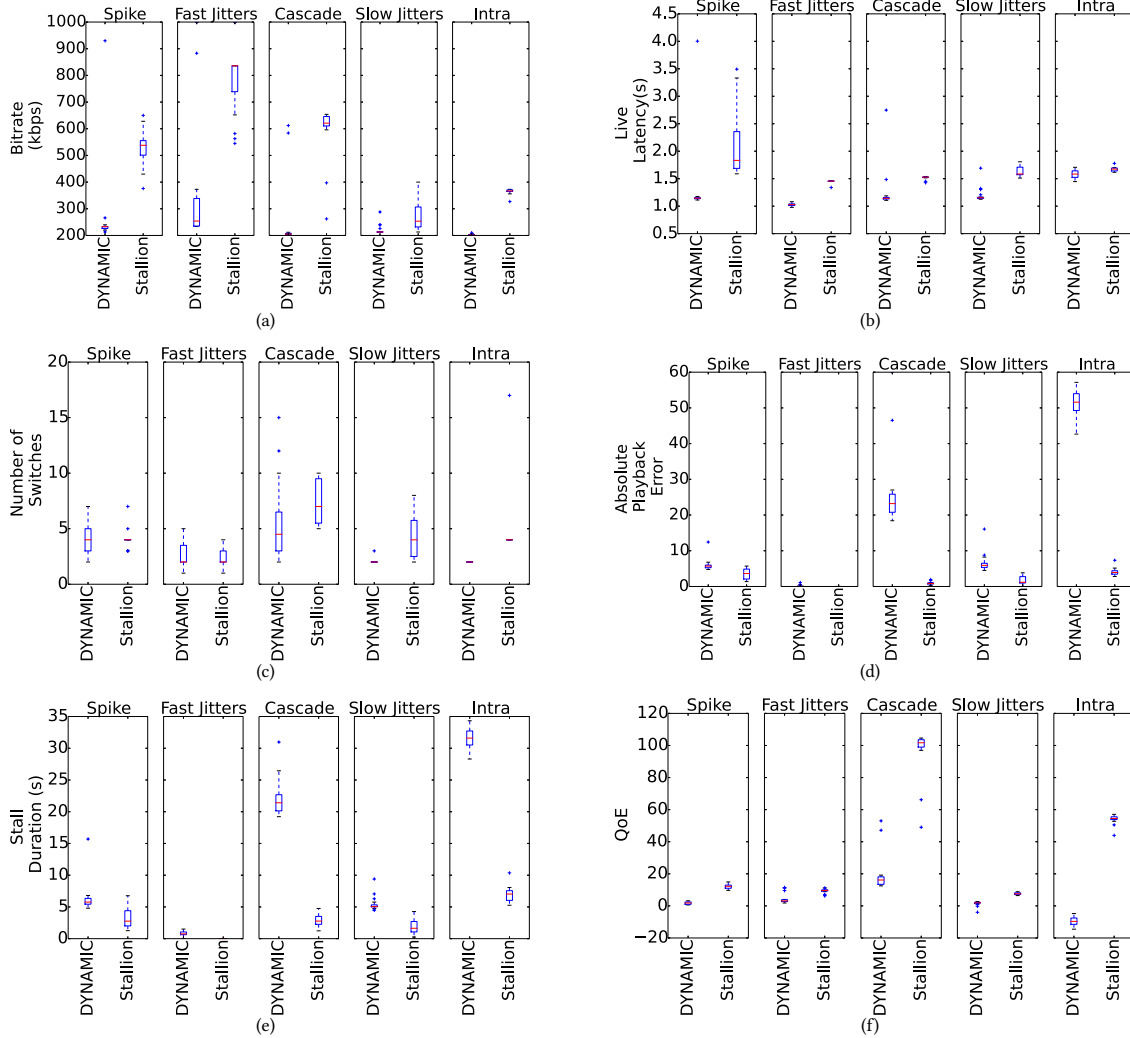 Spike Fast Jitters Cascade Slow Jitters Intra
Bitrate
(kbps)
1000
900
800
700
600
500
400
300
200
DYNAMIC Stallion DYNAMIC Stallion DYNAMIC Stallion DYNAMIC Stallion DYNAMIC Stallion
(a)
Spike Fast Jitters Cascade Slow Jitters Intra
Live
Latency(s)
4.5
4.0
3.5
3.0
2.5
2.0
1.5
1.0
0.5
DYNAMIC Stallion DYNAMIC Stallion DYNAMIC Stallion DYNAMIC Stallion DYNAMIC Stallion
(b)
Spike Fast Jitters Cascade Slow Jitters Intra
Number of
Switches
20
15
10
5
0
DYNAMIC Stallion DYNAMIC Stallion DYNAMIC Stallion DYNAMIC Stallion DYNAMIC Stallion
(c)
Spike Fast Jitters Cascade Slow Jitters Intra
Absolute
Playback
Error
60
50
40
30
20
10
0
DYNAMIC Stallion DYNAMIC Stallion DYNAMIC Stallion DYNAMIC Stallion DYNAMIC Stallion
(d)
Spike Fast Jitters Cascade Slow Jitters Intra
Stall
Duration (s)
35
30
25
20
15
10
5
0
DYNAMIC Stallion DYNAMIC Stallion DYNAMIC Stallion DYNAMIC Stallion DYNAMIC Stallion
(e)
Spike Fast Jitters Cascade Slow Jitters Intra
QoE
120
100
80
60
40
20
0
−20
DYNAMIC Stallion DYNAMIC Stallion DYNAMIC Stallion DYNAMIC Stallion DYNAMIC Stallion
(f)